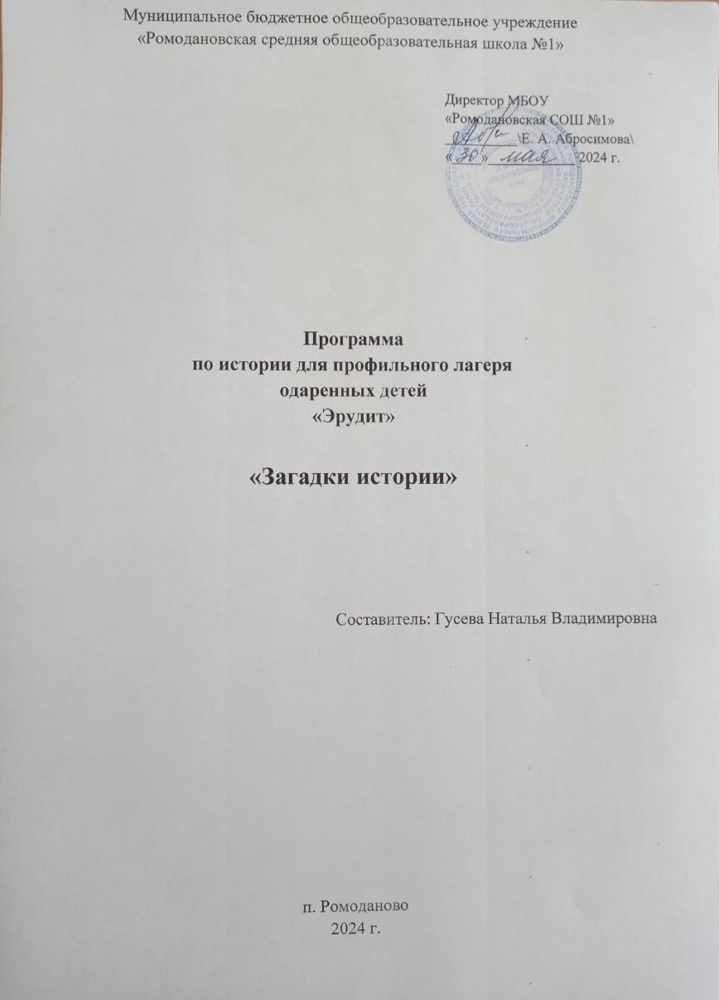 Муниципальное бюджетное общеобразовательное учреждение
«Ромодановская средняя общеобразовательная школа №1»
Директор МБОУ
«Ромодановская СОШ №1»
__________\Е. А. Абросимова\
«30» мая 2024 г.
Программа
по истории для профильного лагеря
одаренных детей
«Эрудит»
«Загадки истории»
Составитель: Гусева Наталья Владимировна
п. Ромоданово
2024 г.